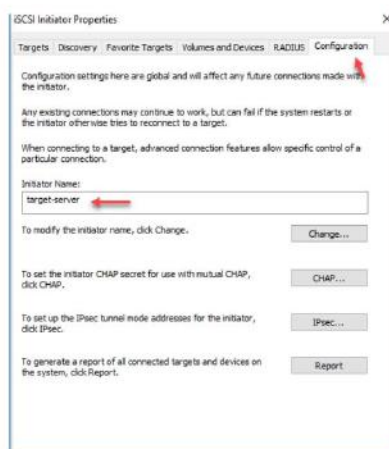 iSCSI Initiator Properties
Targets Discovery Favorite Targets Volumes and Devices RADIUS Configuration
Configuration settings here are global and will affect any future connections made with
the initiator.
Any existing connections may continue to work, but can fail if the system restarts or
the initiator otherwise tries to reconnect to a target.
When connecting to a target, advanced connection features allow specific control of a
particular connection.
Initiator Name:
target-server
To modify the initiator name, click Change.
Change...
To set the initiator CHAP secret for use with mutual CHAP,
click CHAP.
CHAP...
To set up the IPsec tunnel mode addresses for the initiator,
click IPsec.
IPsec...
To generate a report of all connected targets and devices on
the system, click Report.
Report